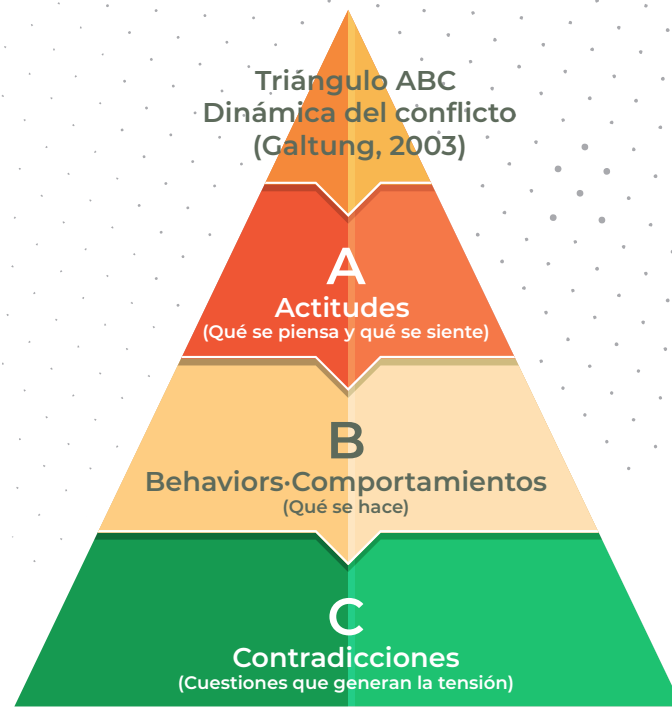 Triángulo ABC
Dinámica del conflicto
(Galtung, 2003)
A
Actitudes
(Qué se piensa y qué se siente)
B
Behaviors·Comportamientos
(Qué se hace)
C
Contradicciones
(Cuestiones que generan la tensión)